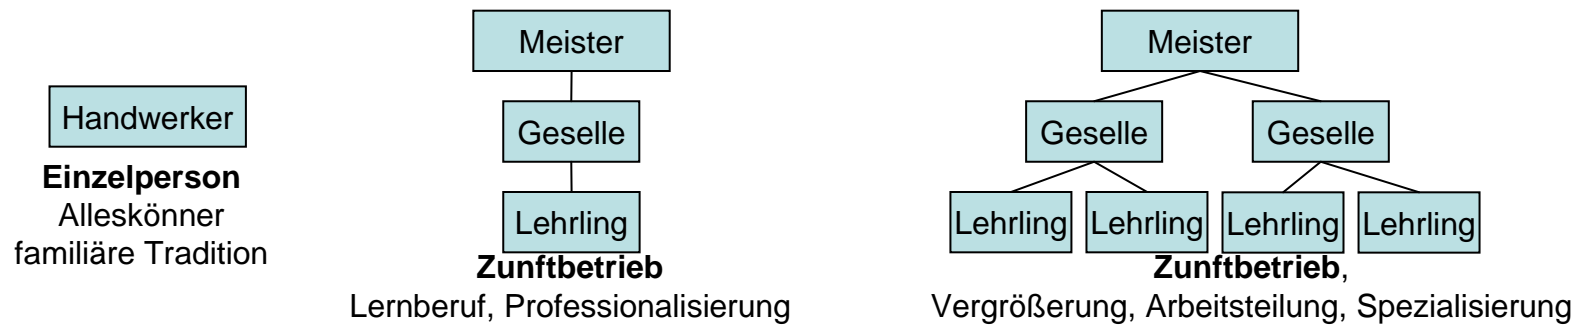 Handwerker
Einzelperson
Alleskönner
familiäre Tradition
Meister
Geselle
Lehrling
Zunftbetrieb
Lernberuf, Professionalisierung
Meister
Geselle Geselle
Lehrling Lehrling Lehrling Lehrling
Zunftbetrieb,
Vergrößerung, Arbeitsteilung, Spezialisierung